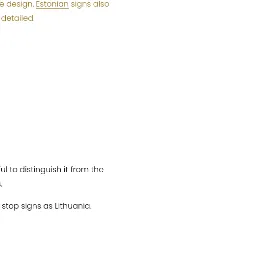 e design. Estonian signs also
detailed.
ul to distinguish it from the
.
stop signs as Lithuania.